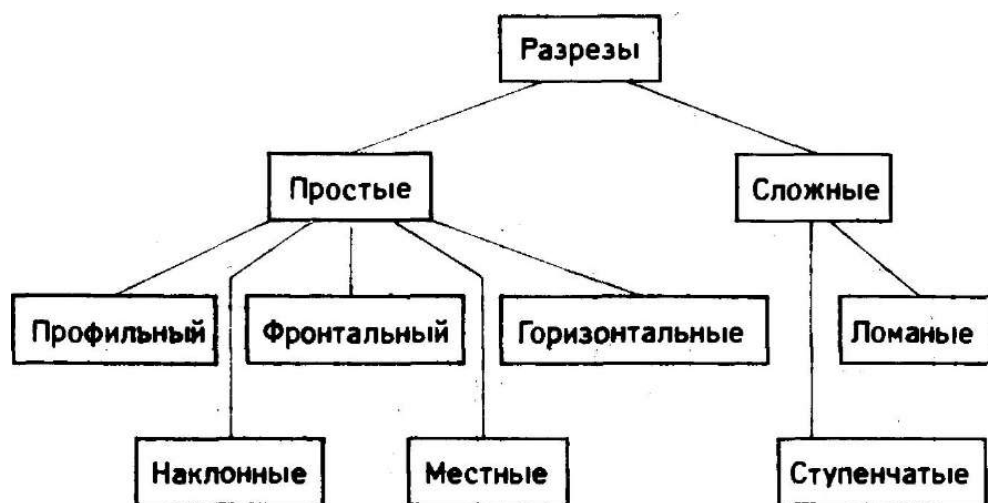 Разрезы
Простые
Сложные
Профильный
Фронтальный
Горизонтальные
Ломаные
Наклонные
Местные
Ступенчатые